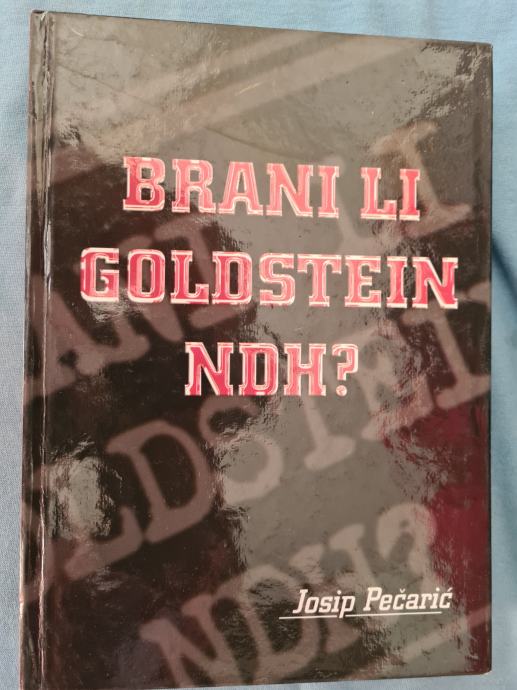 BRANI LI
GOLDSTEIN
NDH?
Josip Pečarić